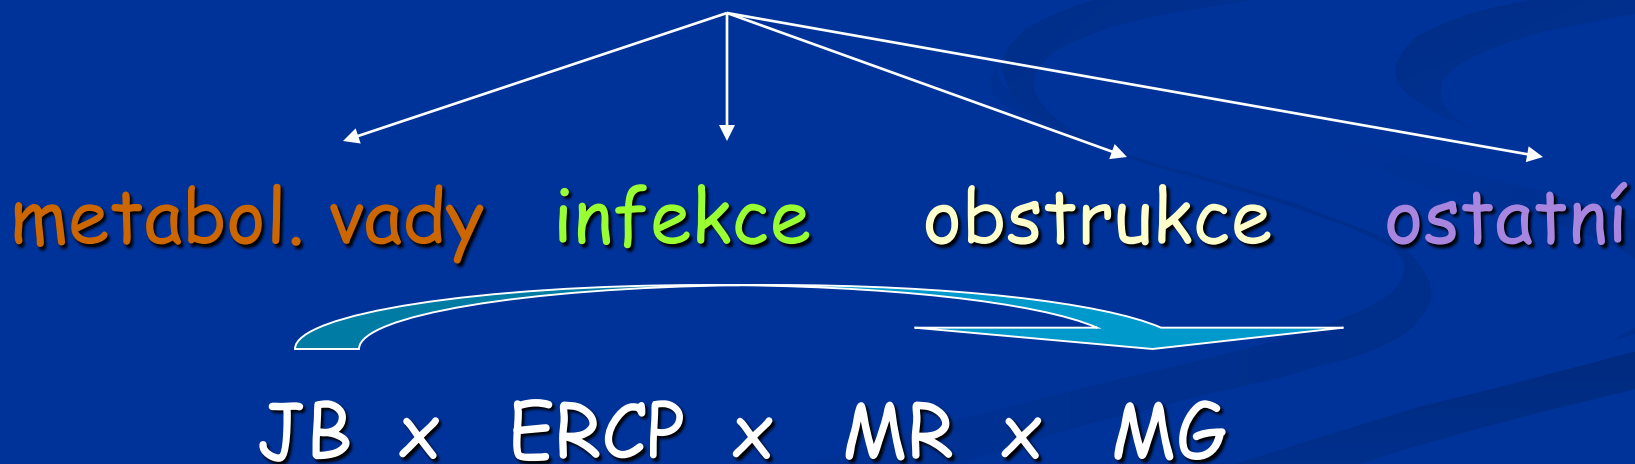 metabol. vady infekce obstrukce ostatní
JB x ERCP x MR x MG